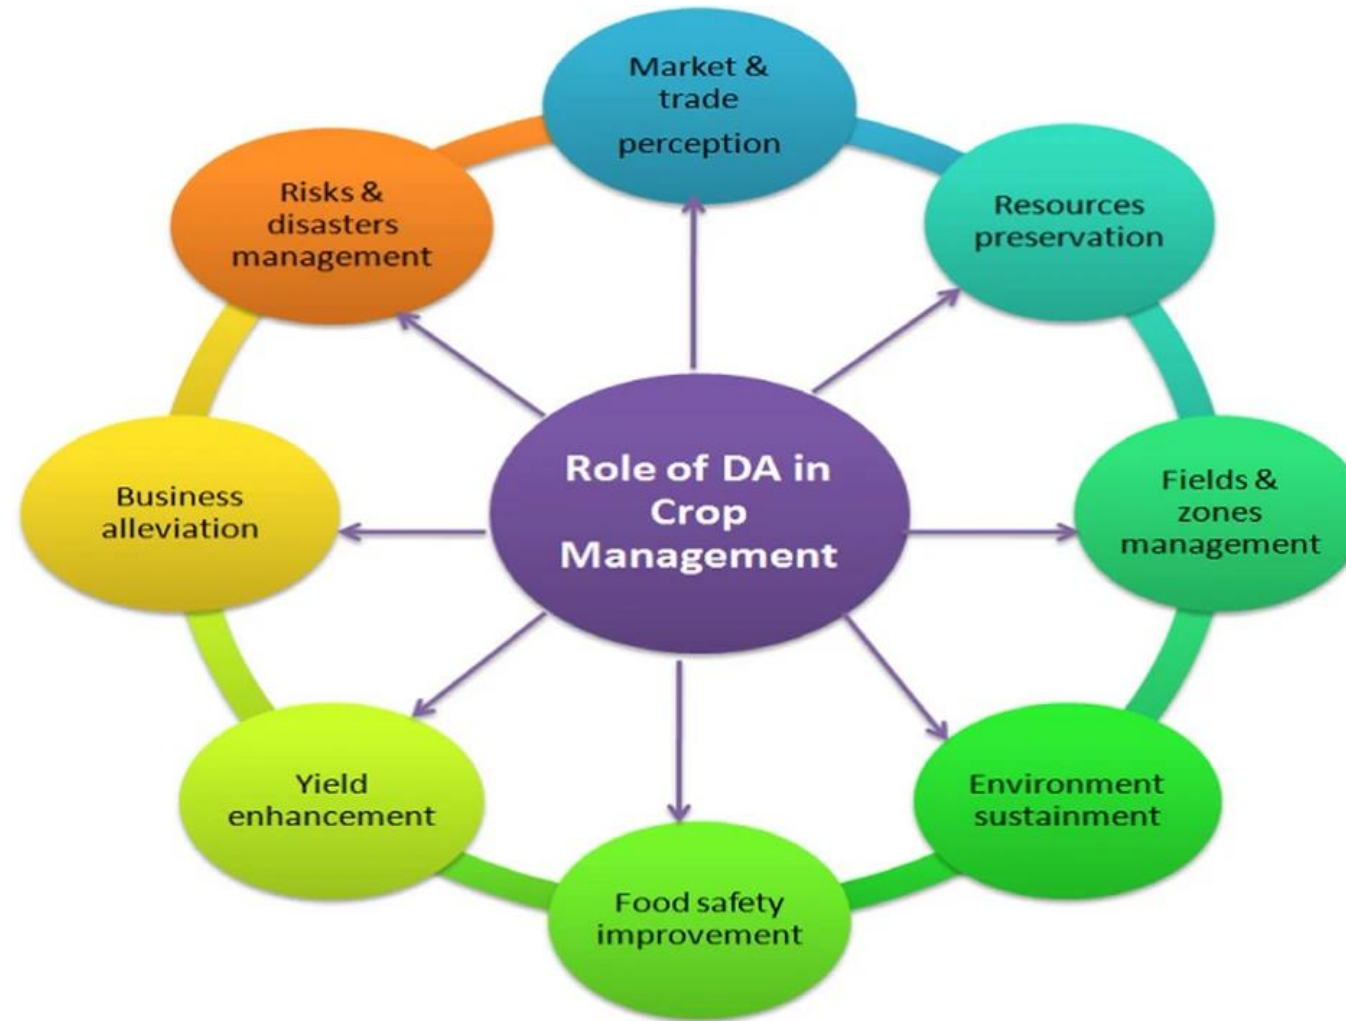 Market &
trade
perception
Resources
preservation
Fields &
zones
management
Environment
sustainment
Food safety
improvement
Yield
enhancement
Business
alleviation
Risks &
disasters
management
Role of DA in
Crop
Management